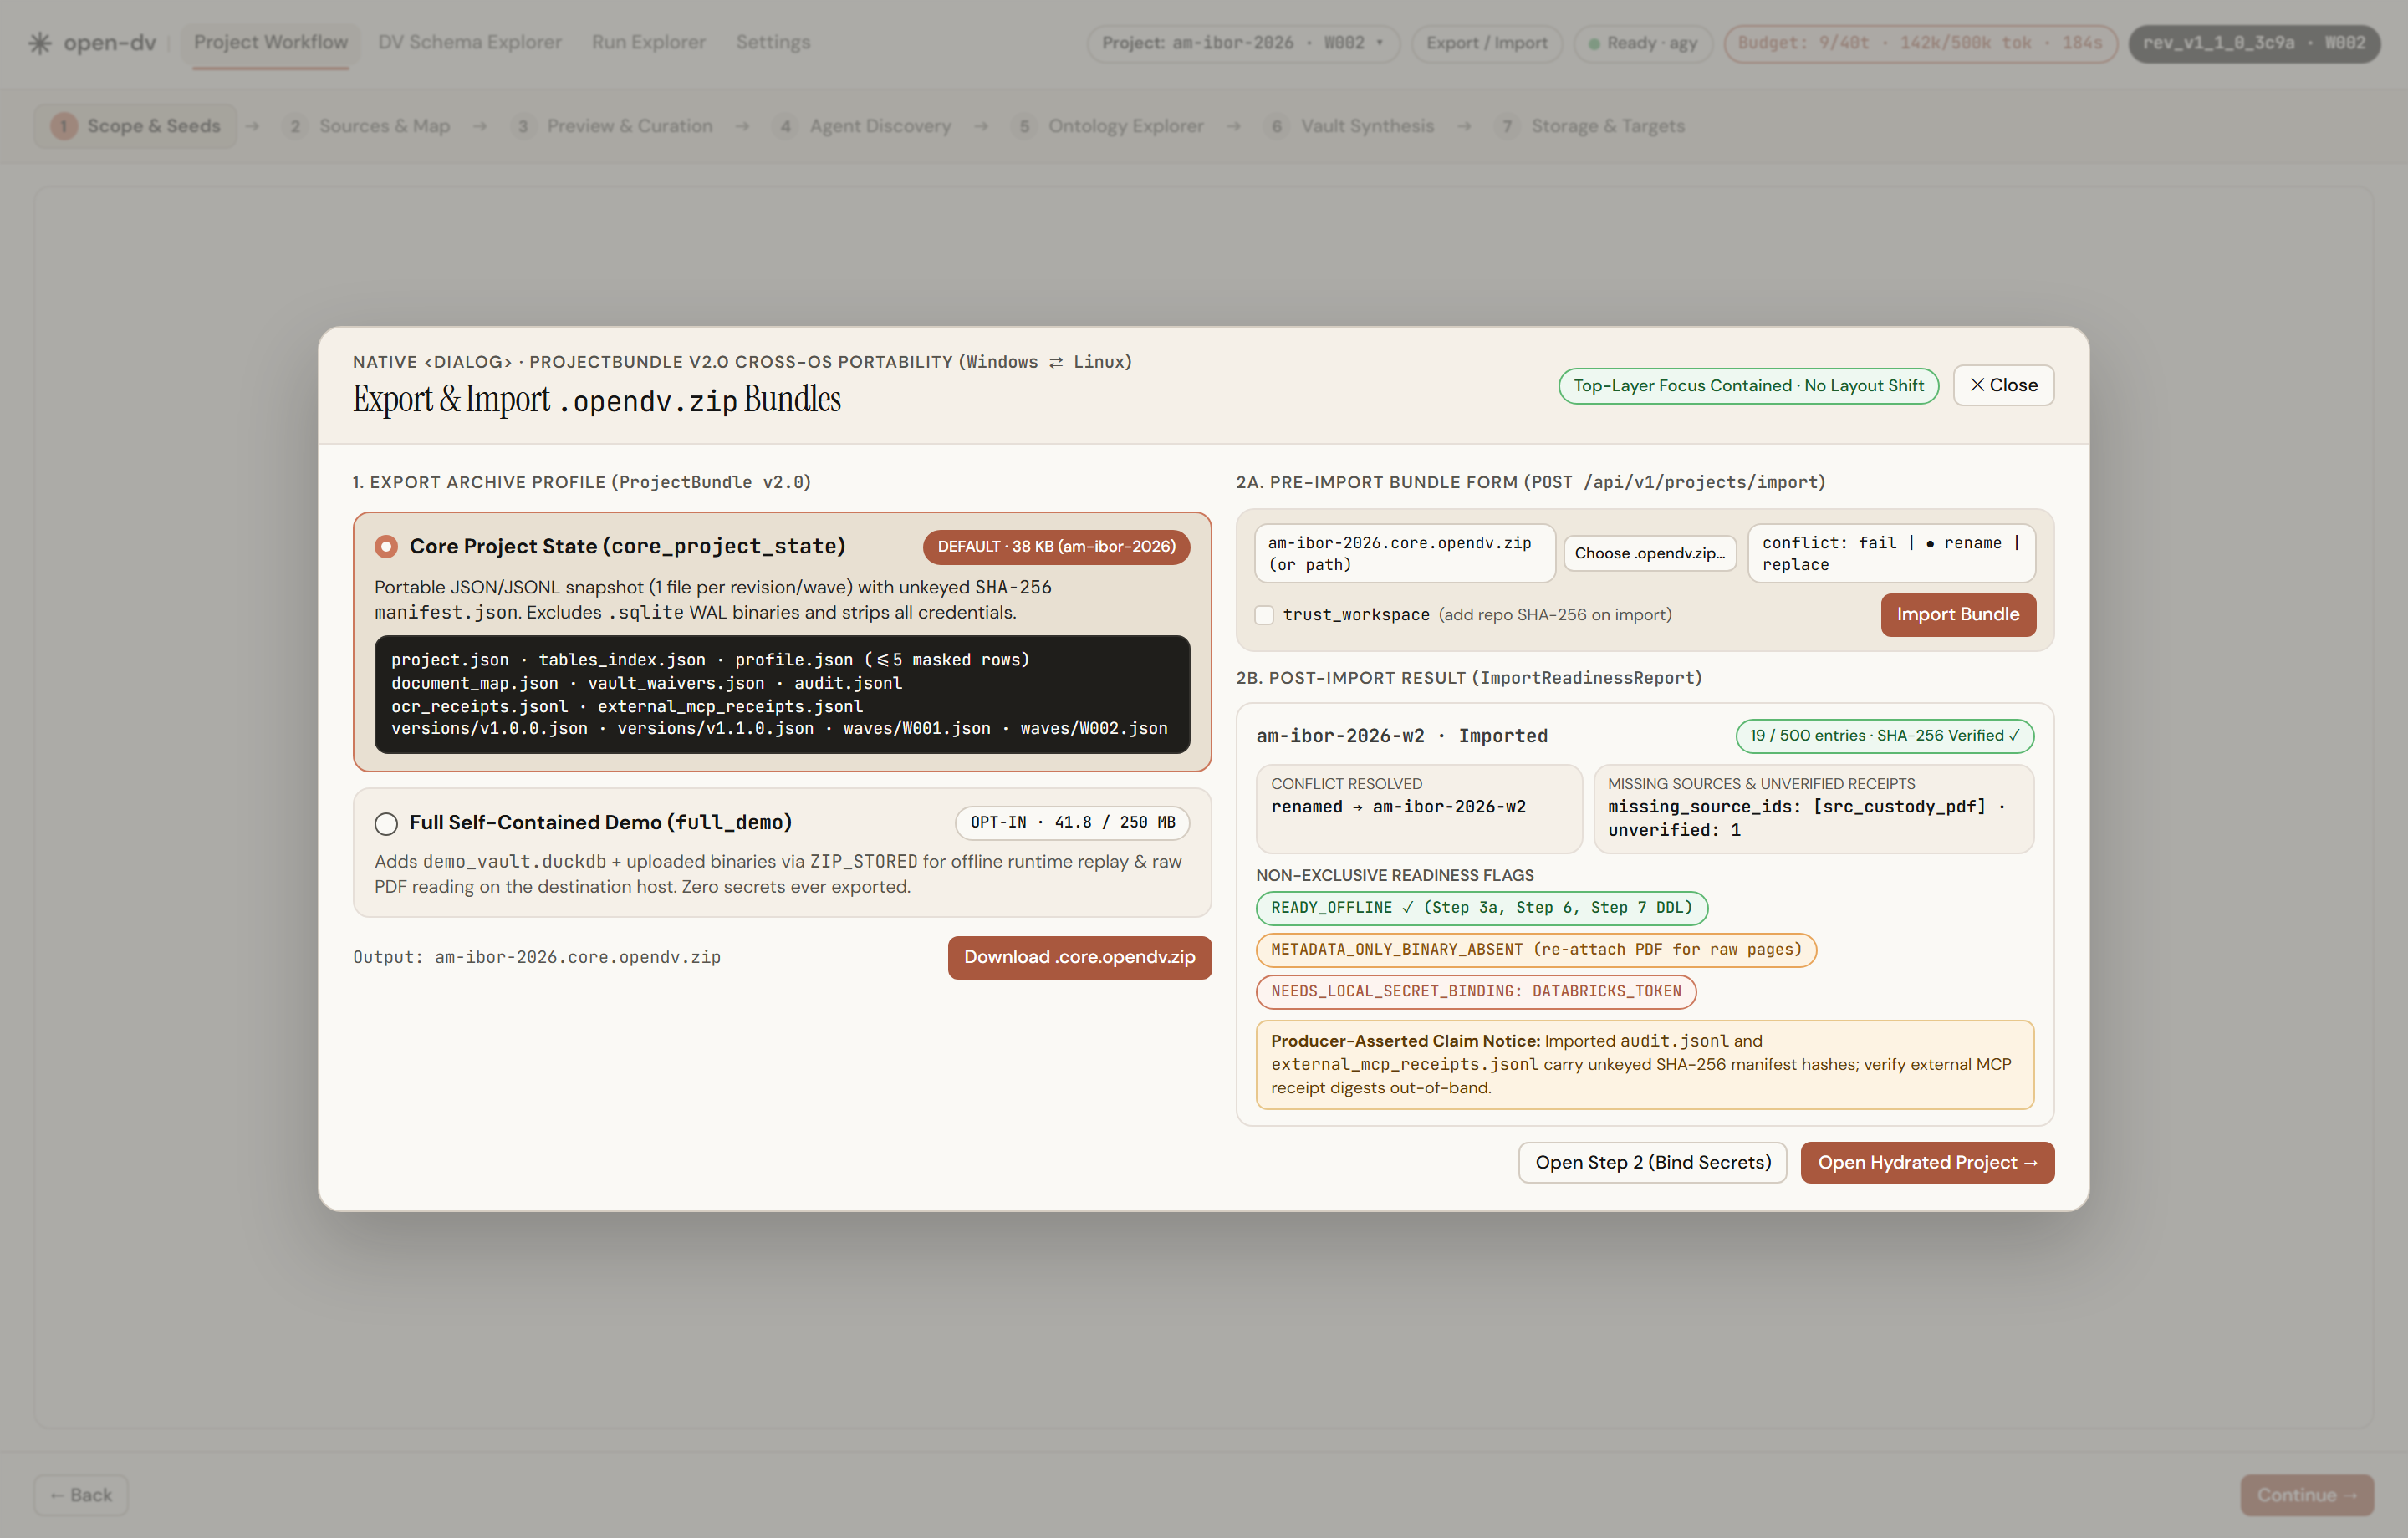 open-dv
Project Workflow
DV Schema Explorer
Run Explorer
Settings
Project: am-ibor-2026 · W002 ▾
Export / Import
Ready · agy
Budget: 9/40t · 142k/500k tok · 184s
rev_v1_1_0_3c9a · W002
1 Scope & Seeds →
2 Sources & Map →
3 Preview & Curation →
4 Agent Discovery →
5 Ontology Explorer →
6 Vault Synthesis →
7 Storage & Targets
NATIVE <DIALOG> · PROJECTBUNDLE V2.0 CROSS-OS PORTABILITY (Windows ⇄ Linux)
Export & Import .opendv.zip Bundles
Top-Layer Focus Contained · No Layout Shift
✕ Close
1. EXPORT ARCHIVE PROFILE (ProjectBundle v2.0)
Core Project State (core_project_state)
DEFAULT · 38 KB (am-ibor-2026)
Portable JSON/JSONL snapshot (1 file per revision/wave) with unkeyed SHA-256
manifest.json. Excludes .sqlite WAL binaries and strips all credentials.
project.json · tables_index.json · profile.json (≤5 masked rows)
document_map.json · vault_waivers.json · audit.jsonl
ocr_receipts.jsonl · external_mcp_receipts.jsonl
versions/v1.0.0.json · versions/v1.1.0.json · waves/W001.json · waves/W002.json
Full Self-Contained Demo (full_demo)
OPT-IN · 41.8 / 250 MB
Adds demo_vault.duckdb + uploaded binaries via ZIP_STORED for offline runtime replay & raw
PDF reading on the destination host. Zero secrets ever exported.
Output: am-ibor-2026.core.opendv.zip
Download .core.opendv.zip
2A. PRE-IMPORT BUNDLE FORM (POST /api/v1/projects/import)
am-ibor-2026.core.opendv.zip
(or path)
Choose .opendv.zip…
conflict: fail | ● rename |
replace
trust_workspace (add repo SHA-256 on import)
Import Bundle
2B. POST-IMPORT RESULT (ImportReadinessReport)
am-ibor-2026-w2 · Imported
19 / 500 entries · SHA-256 Verified ✓
CONFLICT RESOLVED
renamed → am-ibor-2026-w2
MISSING SOURCES & UNVERIFIED RECEIPTS
missing_source_ids: [src_custody_pdf] ·
unverified: 1
NON-EXCLUSIVE READINESS FLAGS
READY_OFFLINE ✓ (Step 3a, Step 6, Step 7 DDL)
METADATA_ONLY_BINARY_ABSENT (re-attach PDF for raw pages)
NEEDS_LOCAL_SECRET_BINDING: DATABRICKS_TOKEN
Producer-Asserted Claim Notice: Imported audit.jsonl and
external_mcp_receipts.jsonl carry unkeyed SHA-256 manifest hashes; verify external MCP
receipt digests out-of-band.
Open Step 2 (Bind Secrets)
Open Hydrated Project →
← Back
Continue →